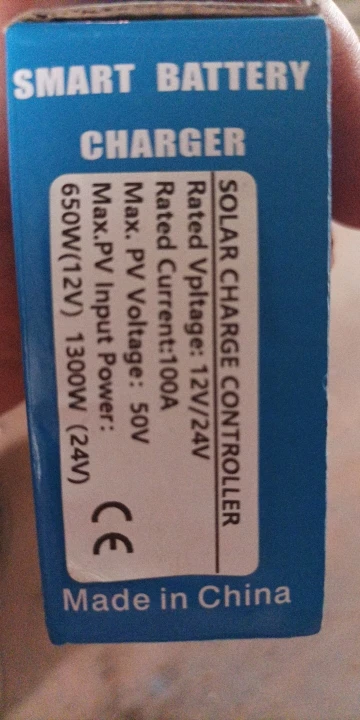 SMART BATTERY
CHARGER
SOLAR CHARGE CONTROLLER
Rated Vpltage: 12V/24V
Rated Current:100A
Max. PV Voltage: 50V
Max.PV Input Power:
650W(12V) 1300W (24V)
CE
Made in China